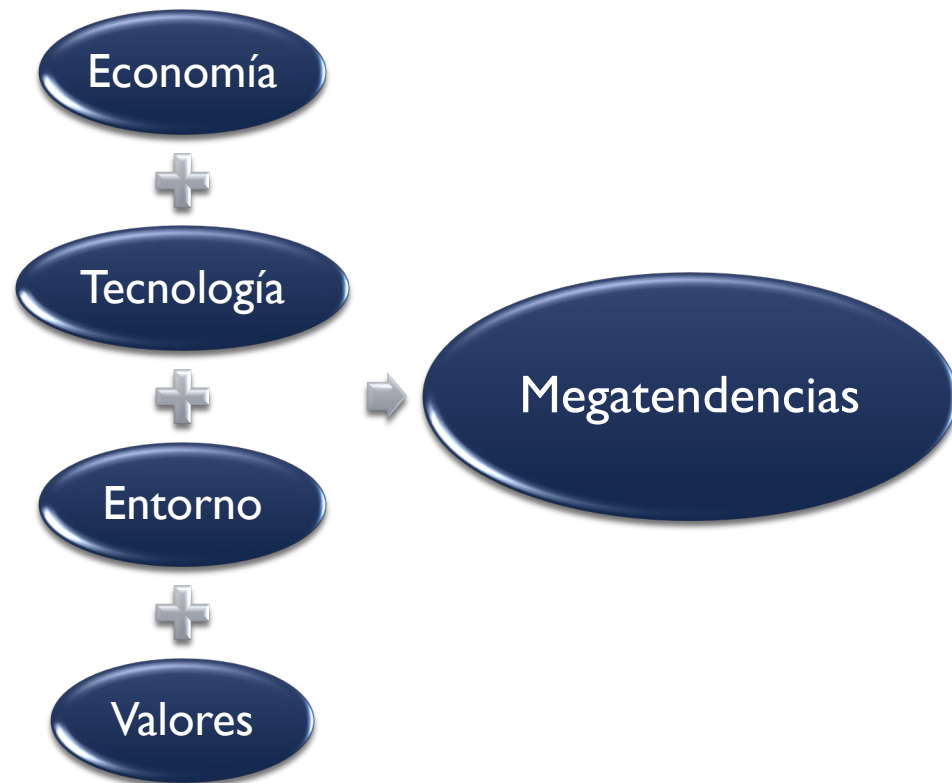 Economía
Tecnología
Entorno
Valores
Megatendencias